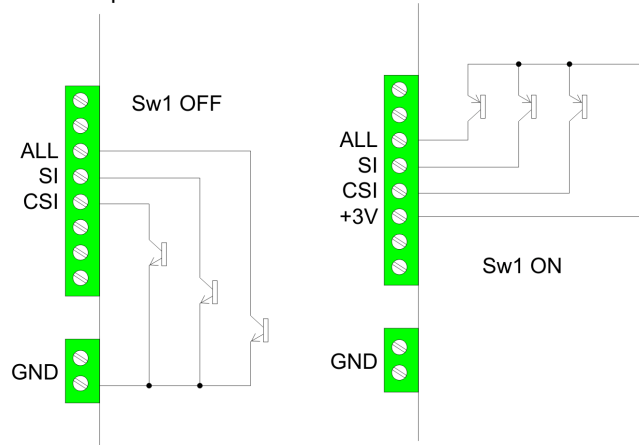 Sw1 OFF
ALL
SI
CSI
GND
ALL
SI
CSI
+3V
Sw1 ON
GND